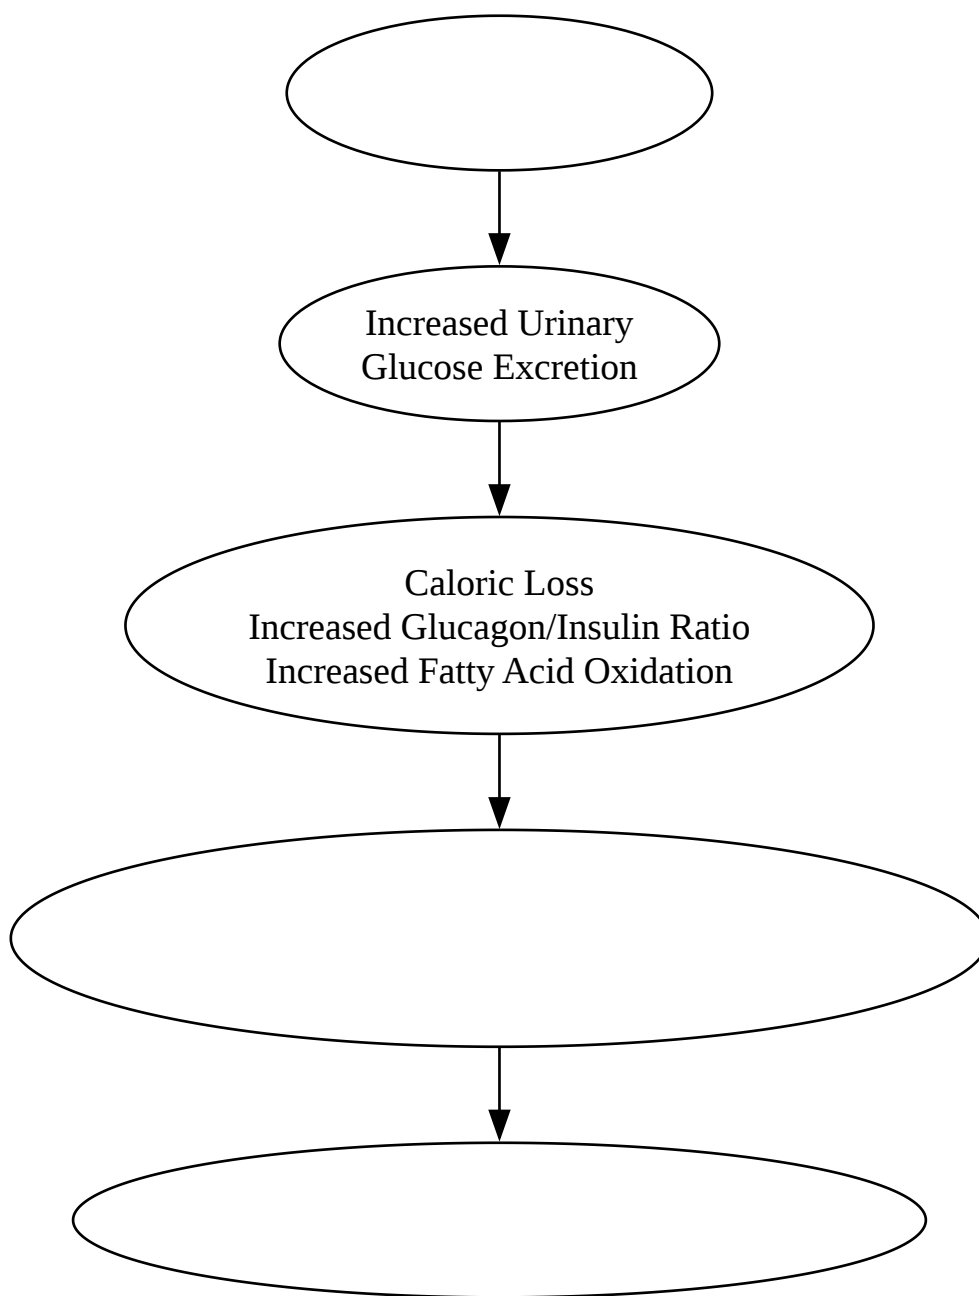 Increased Urinary
Glucose Excretion
Caloric Loss
Increased Glucagon/Insulin Ratio
Increased Fatty Acid Oxidation